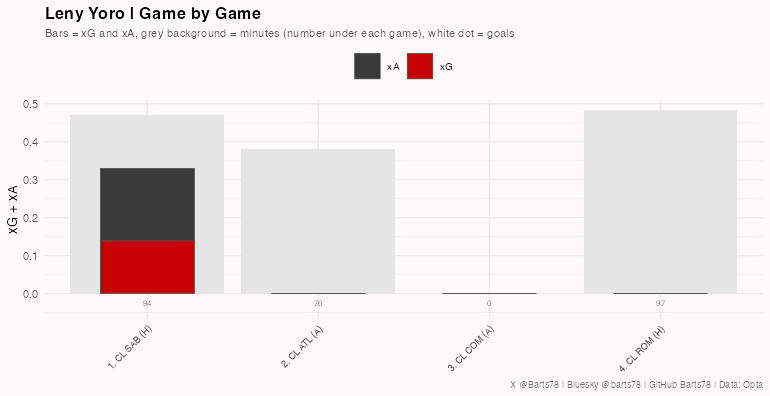 Leny Yoro | Game by Game
Bars = xG and xA, grey background = minutes (number under each game), white dot = goals
xA xG
xG + xA
0.5
0.4
0.3
0.2
0.1
0.0
94 76 0 97
1. CL SAB (H)
2. CL ATL (A)
3. CL COM (A)
4. CL ROM (H)
X @Barts78 | Bluesky @barts78 | GitHub Barts78 | Data: Opta